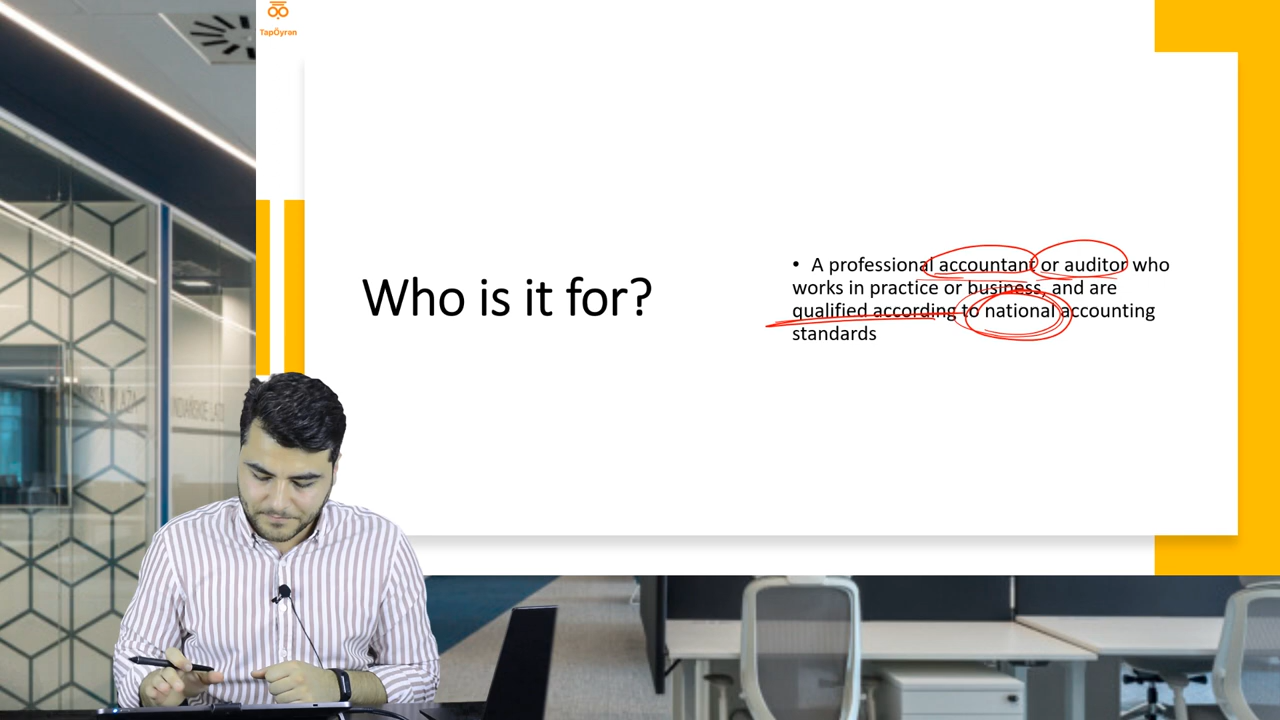 TapÖyrən
Who is it for?
• A professional accountant or auditor who
works in practice or business, and are
qualified according to national accounting
standards